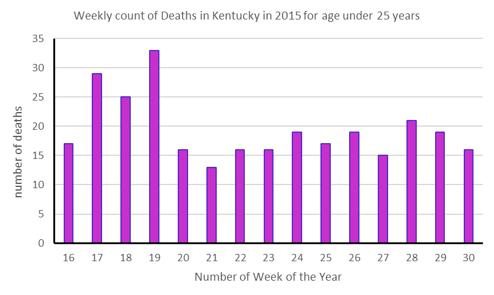 Weekly count of Deaths in Kentucky in 2015 for age under 25 years
35
30
25
20
15
10
5
0
number of deaths
16 17 18 19 20 21 22 23 24 25 26 27 28 29 30
Number of Week of the Year